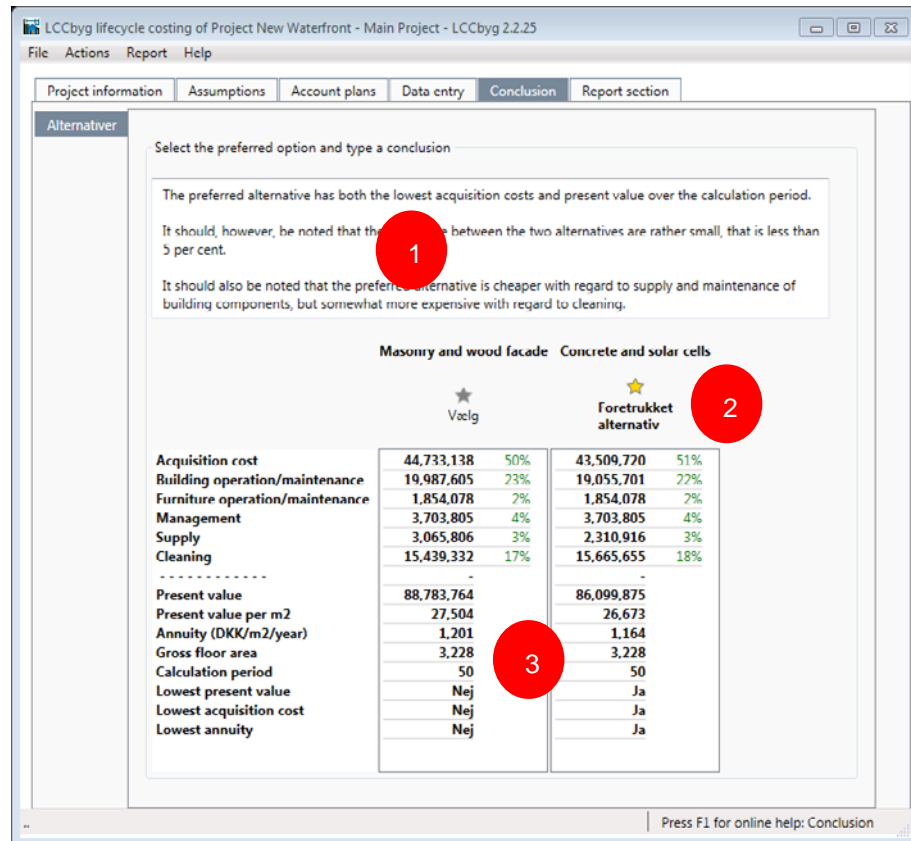 LCCbyg lifecycle costing of Project New Waterfront - Main Project - LCCbyg 2.2.25
File Actions Report Help
Project information Assumptions Account plans Data entry Conclusion Report section
Alternativer
Select the preferred option and type a conclusion
The preferred alternative has both the lowest acquisition costs and present value over the calculation period.
It should, however, be noted that the between the two alternatives are rather small, that is less than
5 per cent.
1
It should also be noted that the preferred alternative is cheaper with regard to supply and maintenance of
building components, but somewhat more expensive with regard to cleaning.
Masonry and wood facade Concrete and solar cells
Vælg
Foretrukket
alternativ
2
Acquisition cost 44,733,138 50% 43,509,720 51%
Building operation/maintenance 19,987,605 23% 19,055,701 22%
Furniture operation/maintenance 1,854,078 2% 1,854,078 2%
Management 3,703,805 4% 3,703,805 4%
Supply 3,065,806 3% 2,310,916 3%
Cleaning 15,439,332 17% 15,665,655 18%
- - - - - - - - - - - - - -
Present value 88,783,764 86,099,875
Present value per m2 27,504 26,673
Annuity (DKK/m2/year) 1,201 1,164
Gross floor area 3,228 3,228
3
Calculation period 50 50
Lowest present value Nej Ja
Lowest acquisition cost Nej Ja
Lowest annuity Nej Ja
.. Press F1 for online help: Conclusion